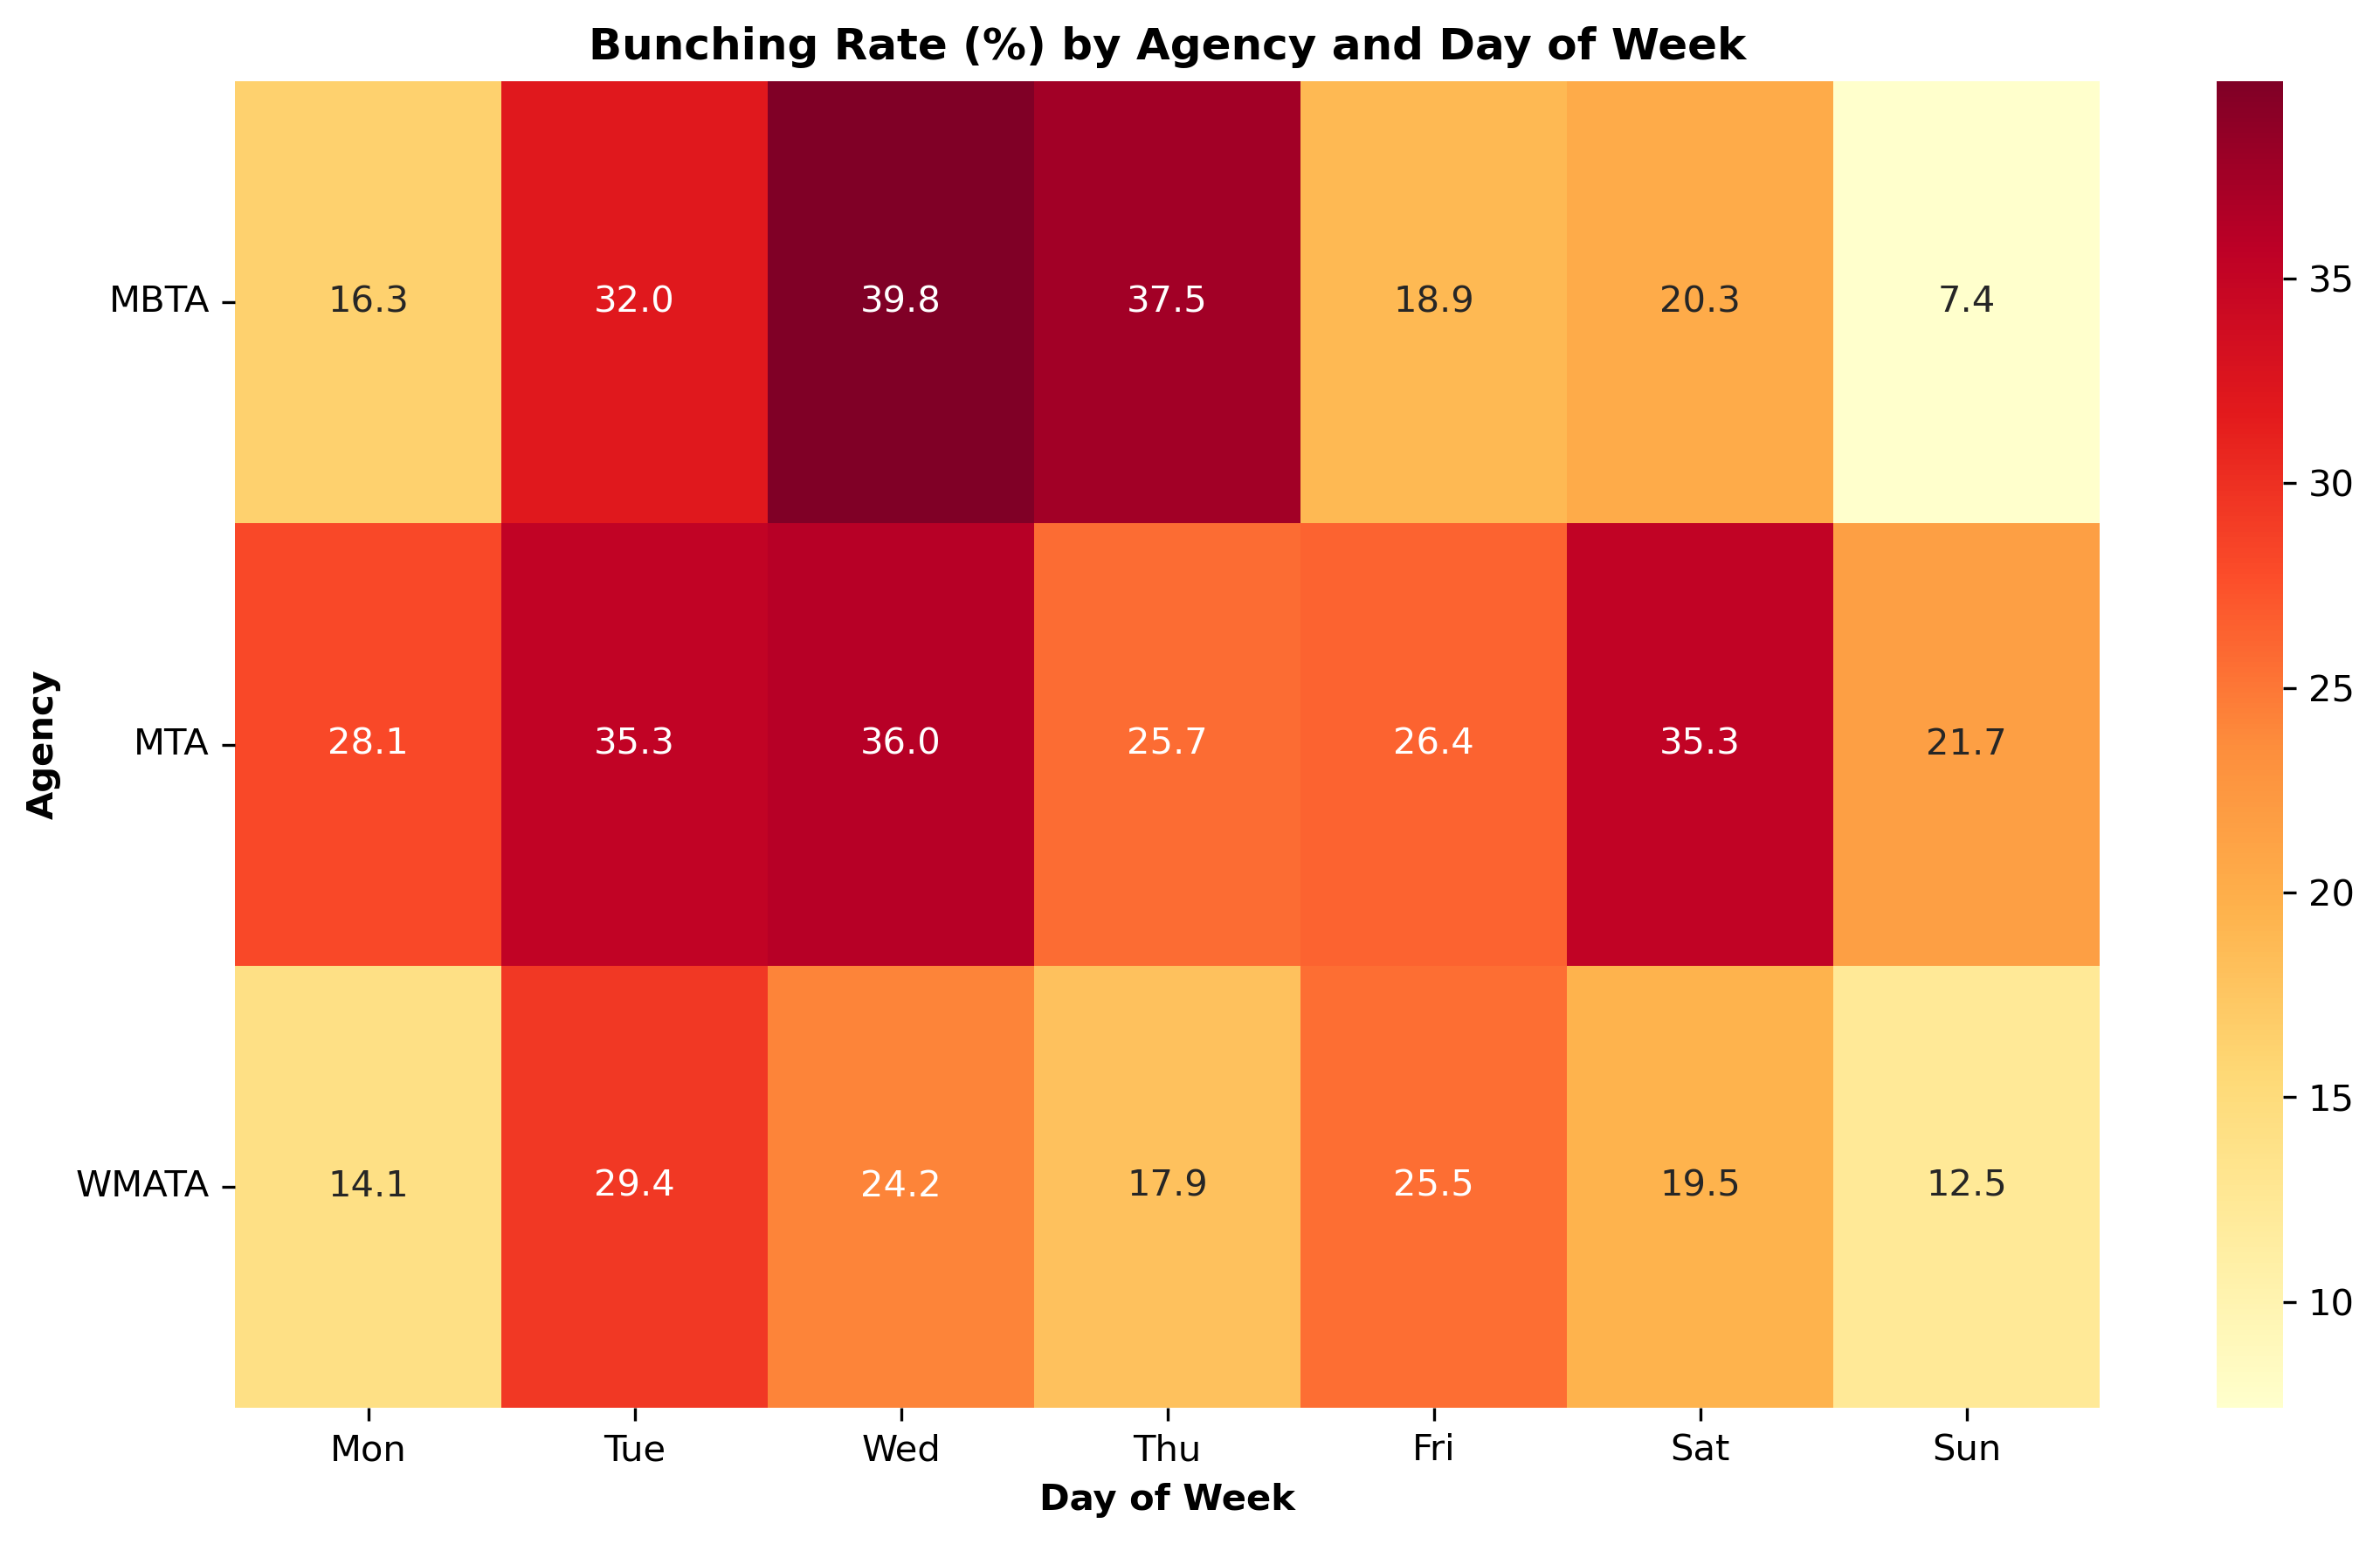 Bunching Rate (%) by Agency and Day of Week
Agency
MBTA 16.3 32.0 39.8 37.5 18.9 20.3 7.4
MTA 28.1 35.3 36.0 25.7 26.4 35.3 21.7
WMATA 14.1 29.4 24.2 17.9 25.5 19.5 12.5
Mon Tue Wed Thu Fri Sat Sun
Day of Week
35
30
25
20
15
10